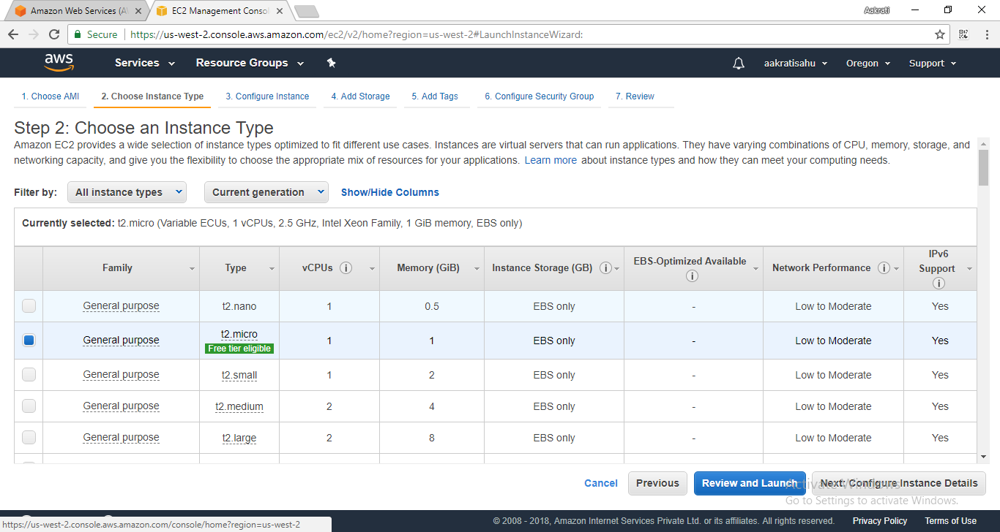 Amazon Web Services (A
EC2 Management Conso
Aakrati
Secure
https://us-west-2.console.aws.amazon.com/ec2/v2/home?region=us-west-2#LaunchInstanceWizard:
aws
Services
Resource Groups
aakratisahu
Oregon
Support
1. Choose AMI
2. Choose Instance Type
3. Configure Instance
4. Add Storage
5. Add Tags
6. Configure Security Group
7. Review
Step 2: Choose an Instance Type
Amazon EC2 provides a wide selection of instance types optimized to fit different use cases. Instances are virtual servers that can run applications. They have varying combinations of CPU, memory, storage, and
networking capacity, and give you the flexibility to choose the appropriate mix of resources for your applications. Learn more about instance types and how they can meet your computing needs.
Filter by: All instance types Current generation Show/Hide Columns
Currently selected: t2.micro (Variable ECUs, 1 vCPUs, 2.5 GHz, Intel Xeon Family, 1 GiB memory, EBS only)
Family Type vCPUs i Memory (GiB) Instance Storage (GB) i EBS-Optimized Available i Network Performance i IPv6 Support i
General purpose t2.nano 1 0.5 EBS only - Low to Moderate Yes
General purpose t2.micro Free tier eligible 1 1 EBS only - Low to Moderate Yes
General purpose t2.small 1 2 EBS only - Low to Moderate Yes
General purpose t2.medium 2 4 EBS only - Low to Moderate Yes
General purpose t2.large 2 8 EBS only - Low to Moderate Yes
Cancel Previous Review and Launch Next: Configure Instance Details
Activate Windows
Go to Settings to activate Windows.
https://us-west-2.console.aws.amazon.com/console/home?region=us-west-2
© 2008 - 2018, Amazon Internet Services Private Ltd. or its affiliates. All rights reserved. Privacy Policy Terms of Use